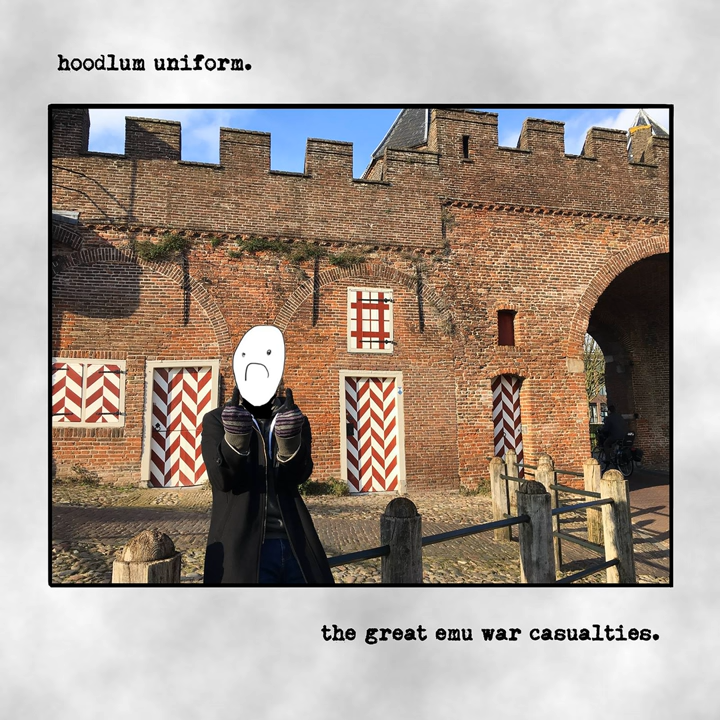 hoodlum uniform.
the great emu war casualties.